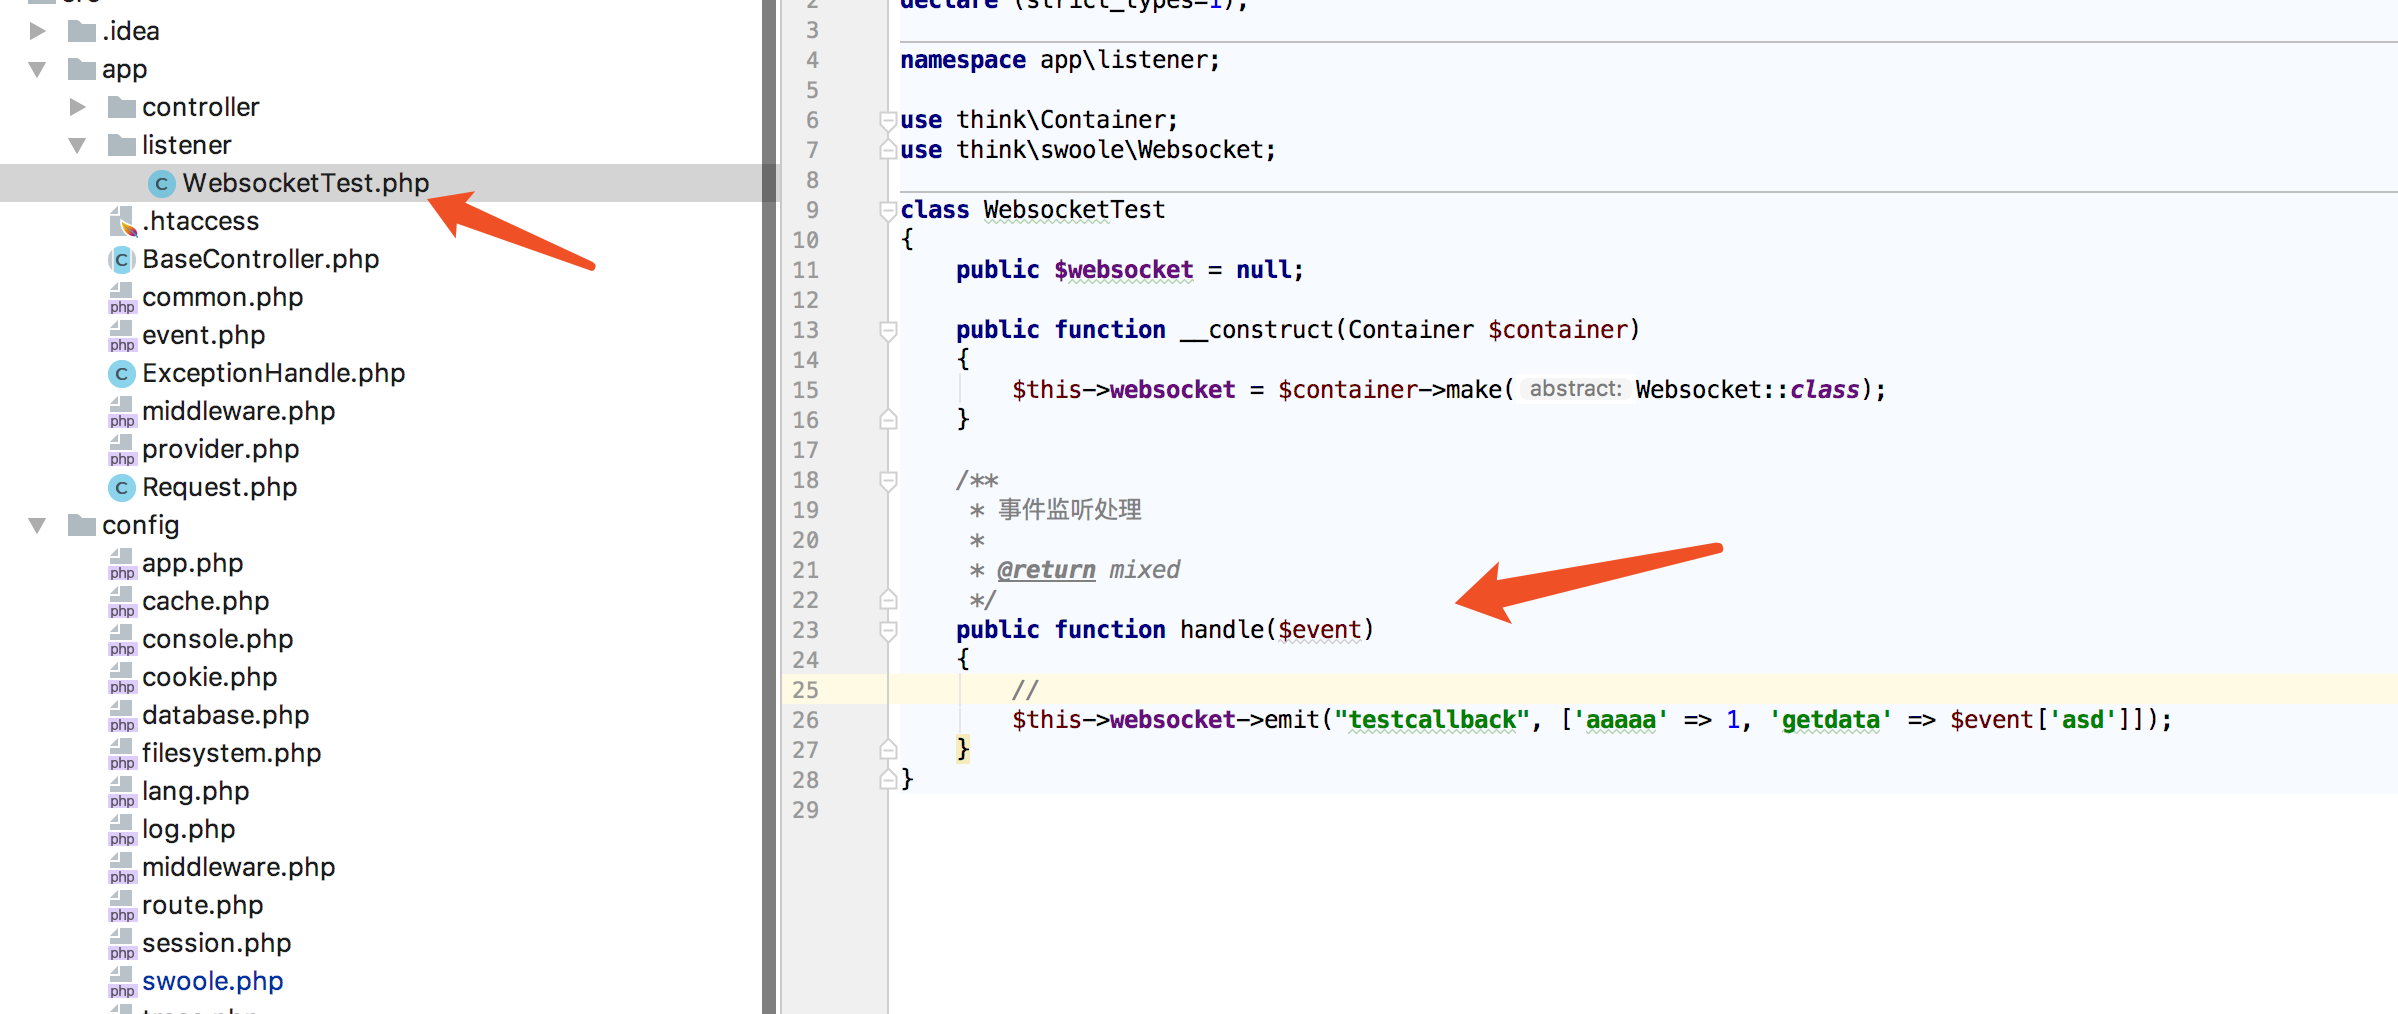 .idea
app
controller
listener
WebsocketTest.php
.htaccess
BaseController.php
common.php
event.php
ExceptionHandle.php
middleware.php
provider.php
Request.php
config
app.php
cache.php
console.php
cookie.php
database.php
filesystem.php
lang.php
log.php
middleware.php
route.php
session.php
swoole.php
2 declare (strict_types=1);
3
4 namespace app\listener;
5
6 use think\Container;
7 use think\swoole\Websocket;
8
9 class WebsocketTest
10 {
11 public $websocket = null;
12
13 public function __construct(Container $container)
14 {
15 $this->websocket = $container->make( abstract: Websocket::class);
16 }
17
18 /**
19 * 事件监听处理
20 *
21 * @return mixed
22 */
23 public function handle($event)
24 {
25 //
26 $this->websocket->emit("testcallback", ['aaaaa' => 1, 'getdata' => $event['asd']]);
27 }
28 }
29